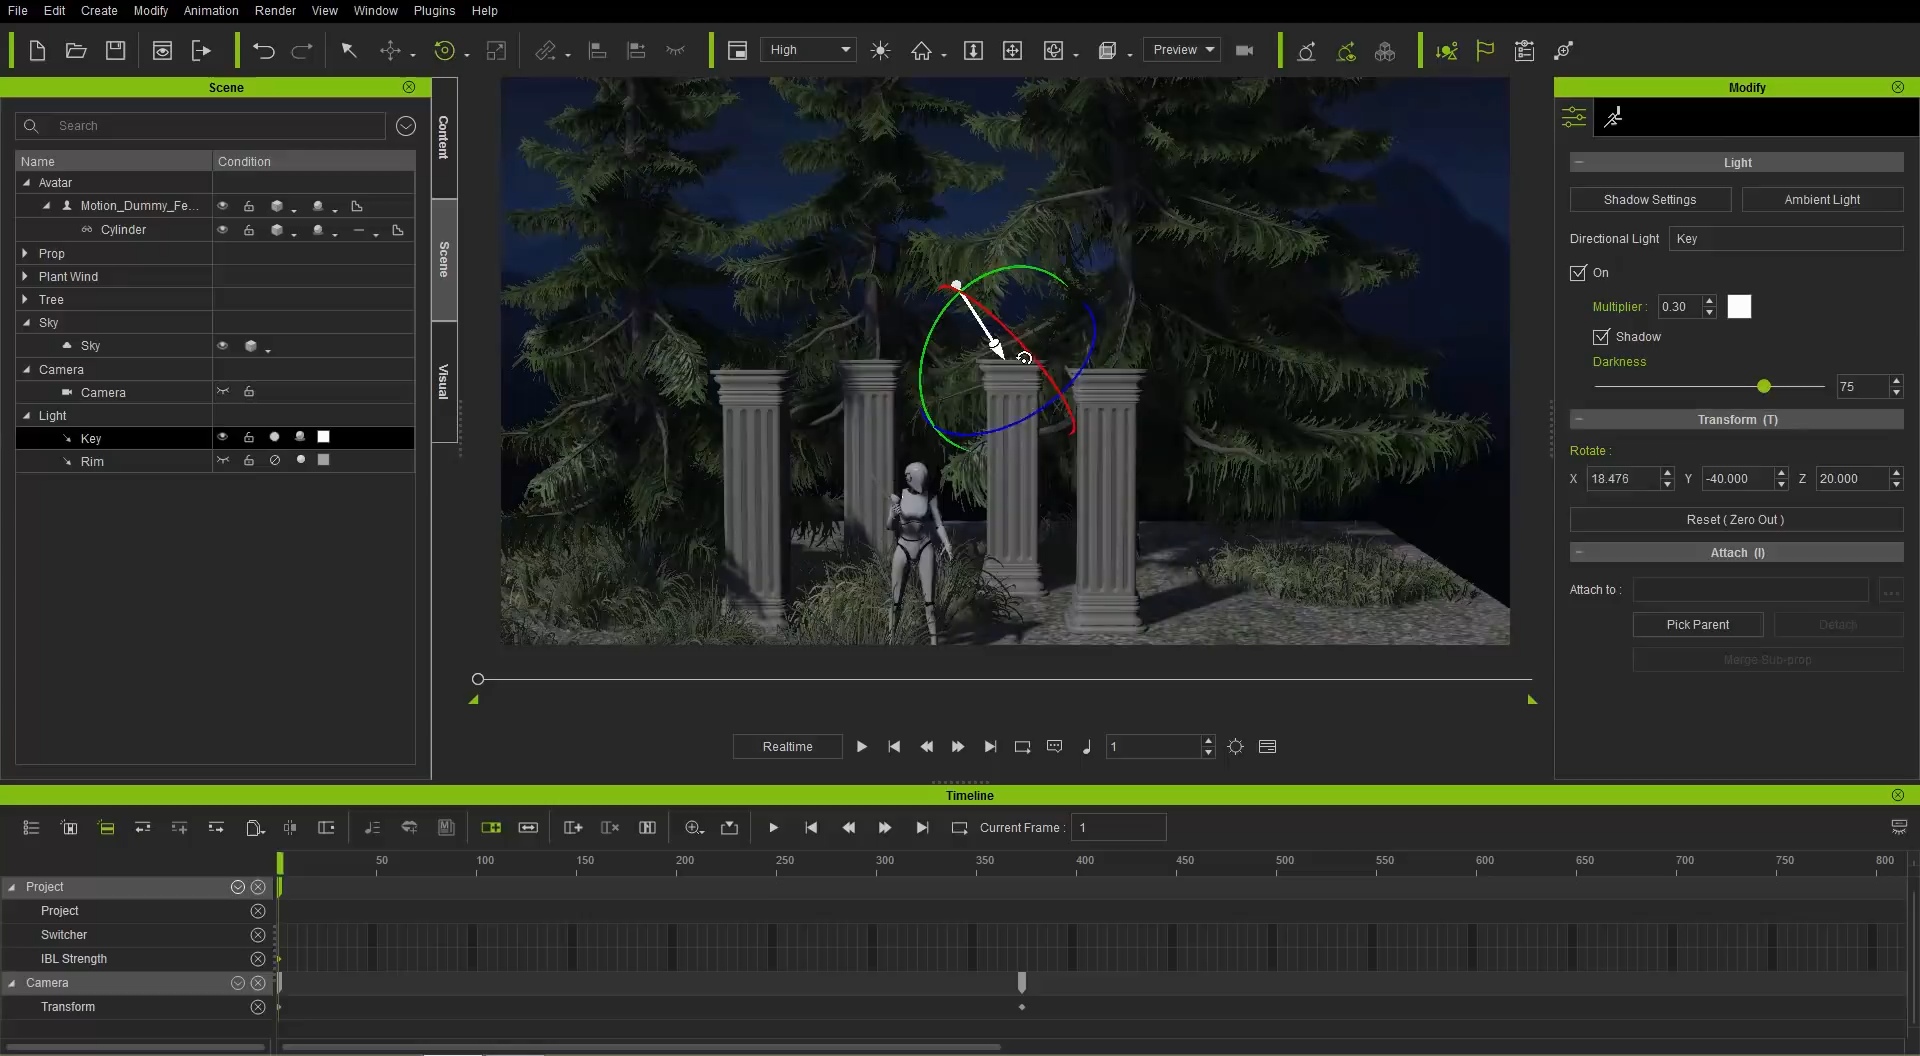 File Edit Create Modify Animation Render View Window Plugins Help
High
Preview
Scene
Search
Name Condition
Avatar
Motion_Dummy_Fe...
Cylinder
Prop
Plant Wind
Tree
Sky
Sky
Camera
Camera
Light
Key
Rim
Content
Scene
Visual
Modify
Light
Shadow Settings Ambient Light
Directional Light Key
On
Multiplier : 0.30
Shadow
Darkness
75
Transform (T)
Rotate :
X 18.476 Y -40.000 Z 20.000
Reset ( Zero Out )
Attach (I)
Attach to : ...
Pick Parent Detach
Merge Sub-prop
Realtime 1
Timeline
Current Frame : 1
50 100 150 200 250 300 350 400 450 500 550 600 650 700 750 800
Project
Project
Switcher
IBL Strength
Camera
Transform